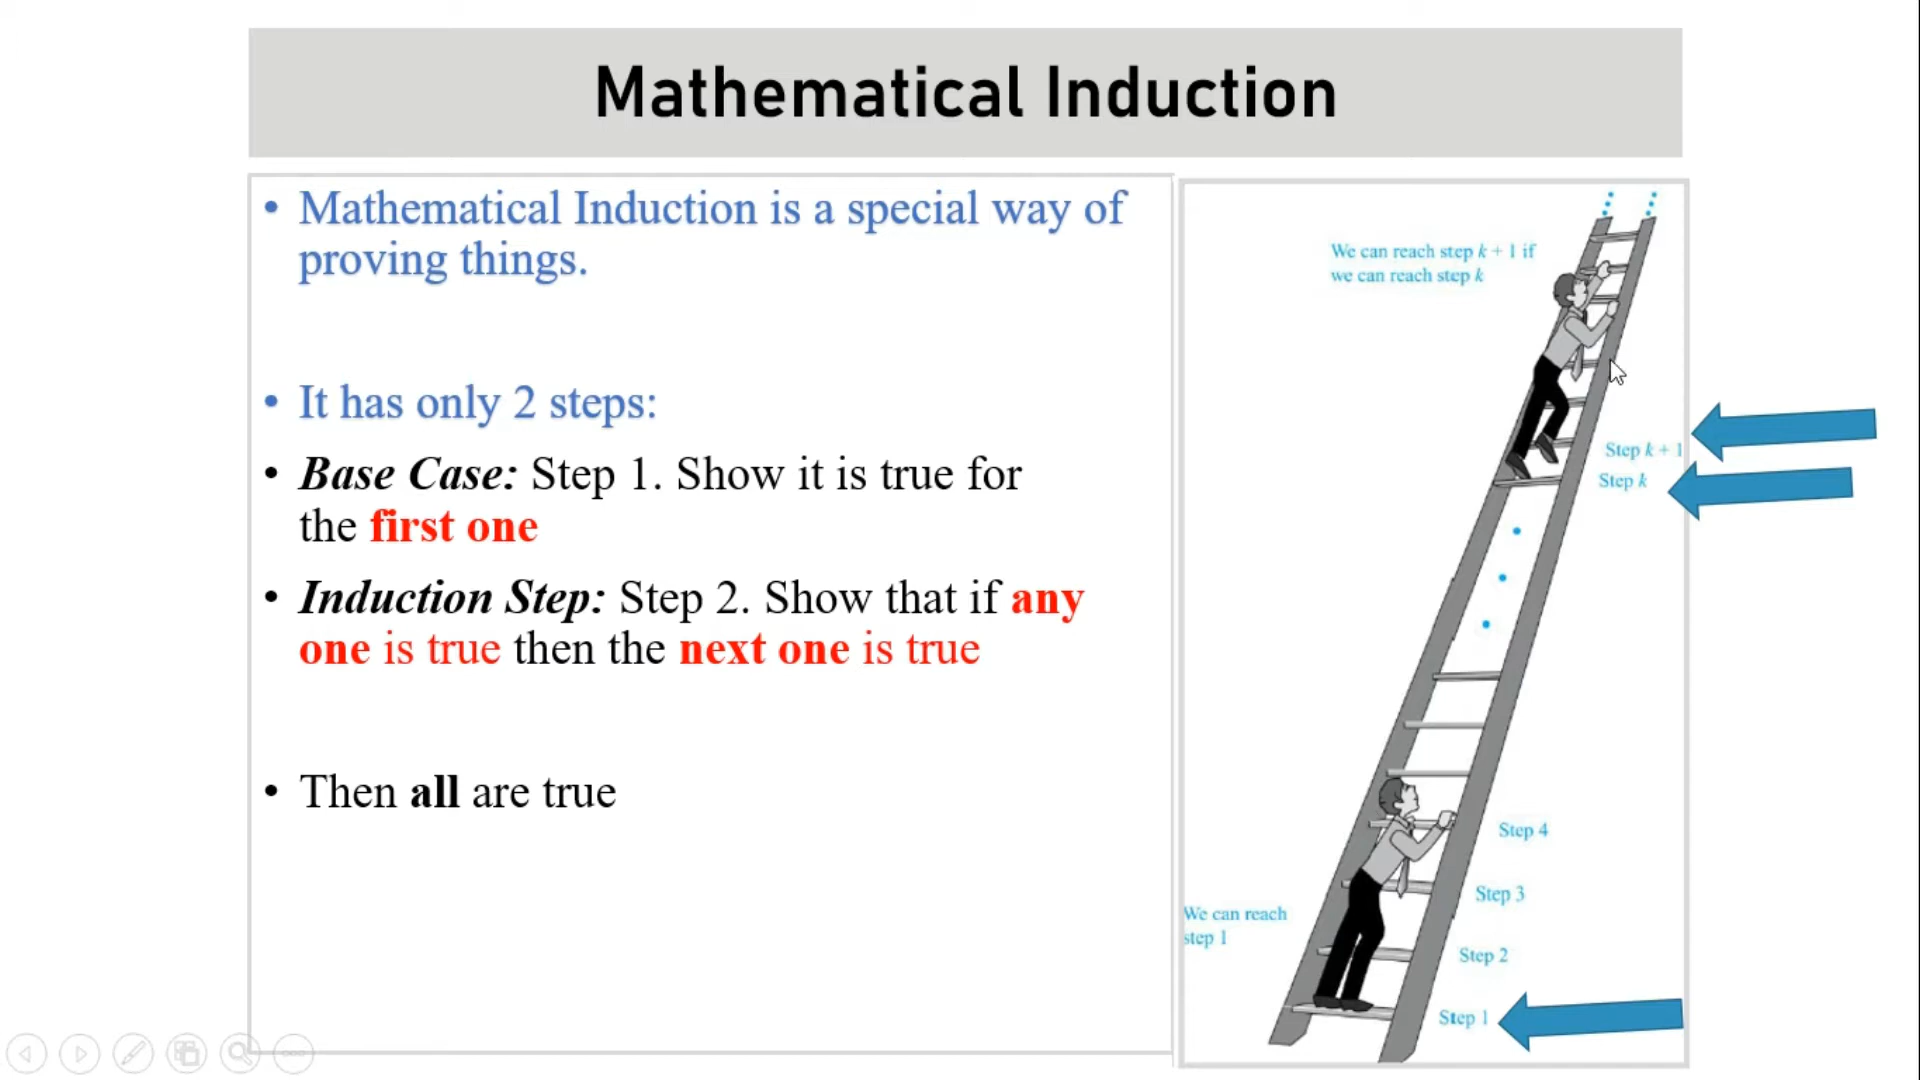 Mathematical Induction
• Mathematical Induction is a special way of
proving things.
• It has only 2 steps:
• Base Case: Step 1. Show it is true for
the first one
• Induction Step: Step 2. Show that if any
one is true then the next one is true
• Then all are true
We can reach step k + 1 if
we can reach step k
Step k + 1
Step k
Step 4
Step 3
We can reach
step 1
Step 2
Step 1